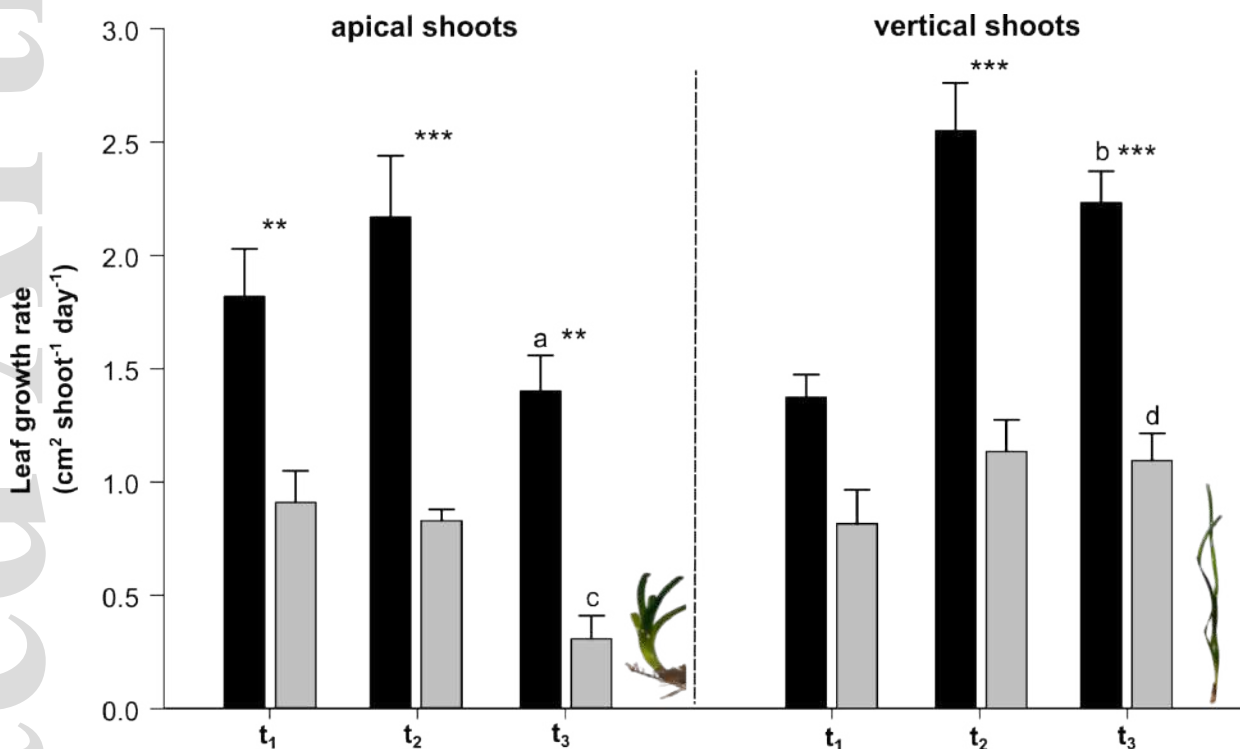 apical shoots
vertical shoots
3.0
2.5
2.0
1.5
1.0
0.5
0.0
Leaf growth rate
(cm² shoot⁻¹ day⁻¹)
**
***
a **
c
***
b ***
d
t₁ t₂ t₃ t₁ t₂ t₃